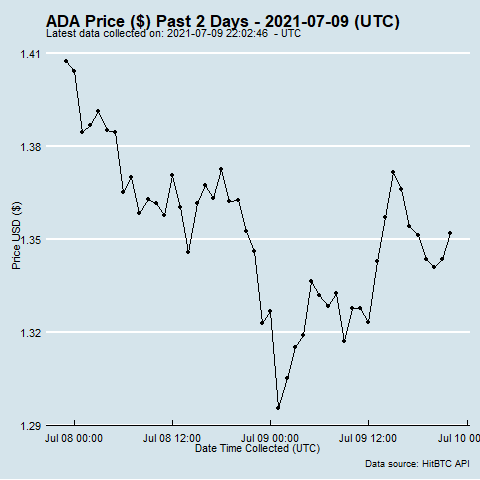 ADA Price ($) Past 2 Days - 2021-07-09 (UTC)
Latest data collected on: 2021-07-09 22:02:46  - UTC
1.41
1.38
1.35
1.32
1.29
Price USD ($)
Jul 08 00:00
Jul 08 12:00
Jul 09 00:00
Jul 09 12:00
Jul 10 00
Date Time Collected (UTC)
Data source: HitBTC API